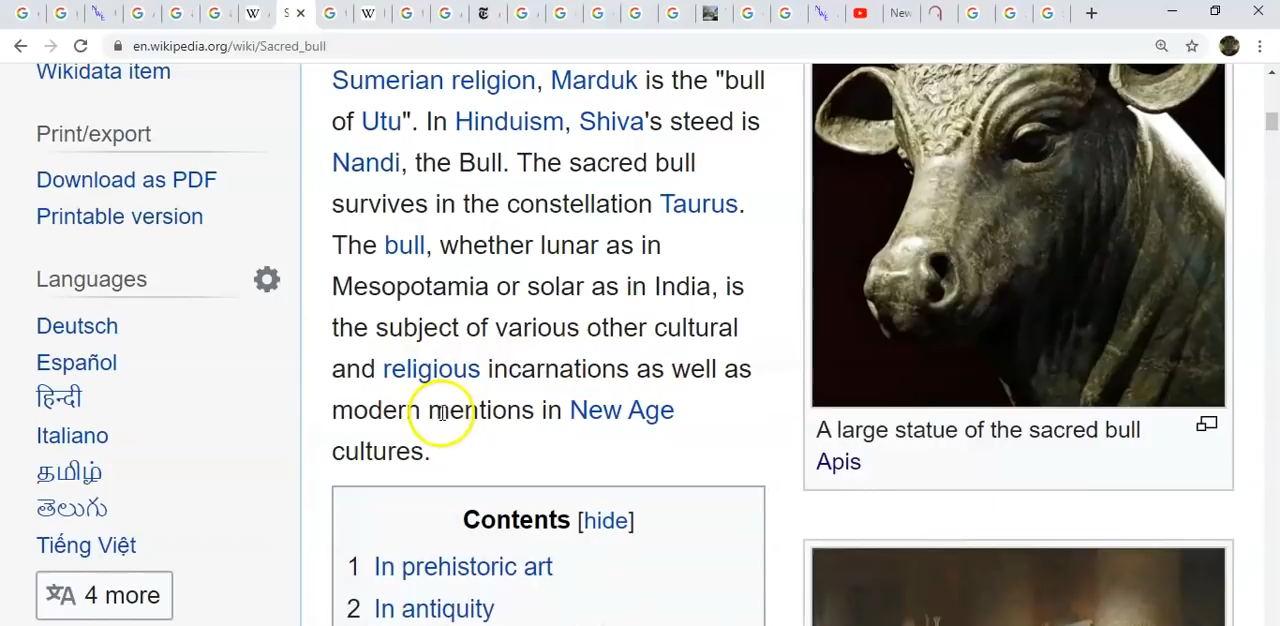 S
New
en.wikipedia.org/wiki/Sacred_bull
Wikidata item
Print/export
Download as PDF
Printable version
Languages
Deutsch
Español
हिन्दी
Italiano
தமிழ்
తెలుగు
Tiếng Việt
4 more
Sumerian religion, Marduk is the "bull
of Utu". In Hinduism, Shiva's steed is
Nandi, the Bull. The sacred bull
survives in the constellation Taurus.
The bull, whether lunar as in
Mesopotamia or solar as in India, is
the subject of various other cultural
and religious incarnations as well as
modern mentions in New Age
cultures.
Contents [hide]
1 In prehistoric art
2 In antiquity
A large statue of the sacred bull
Apis